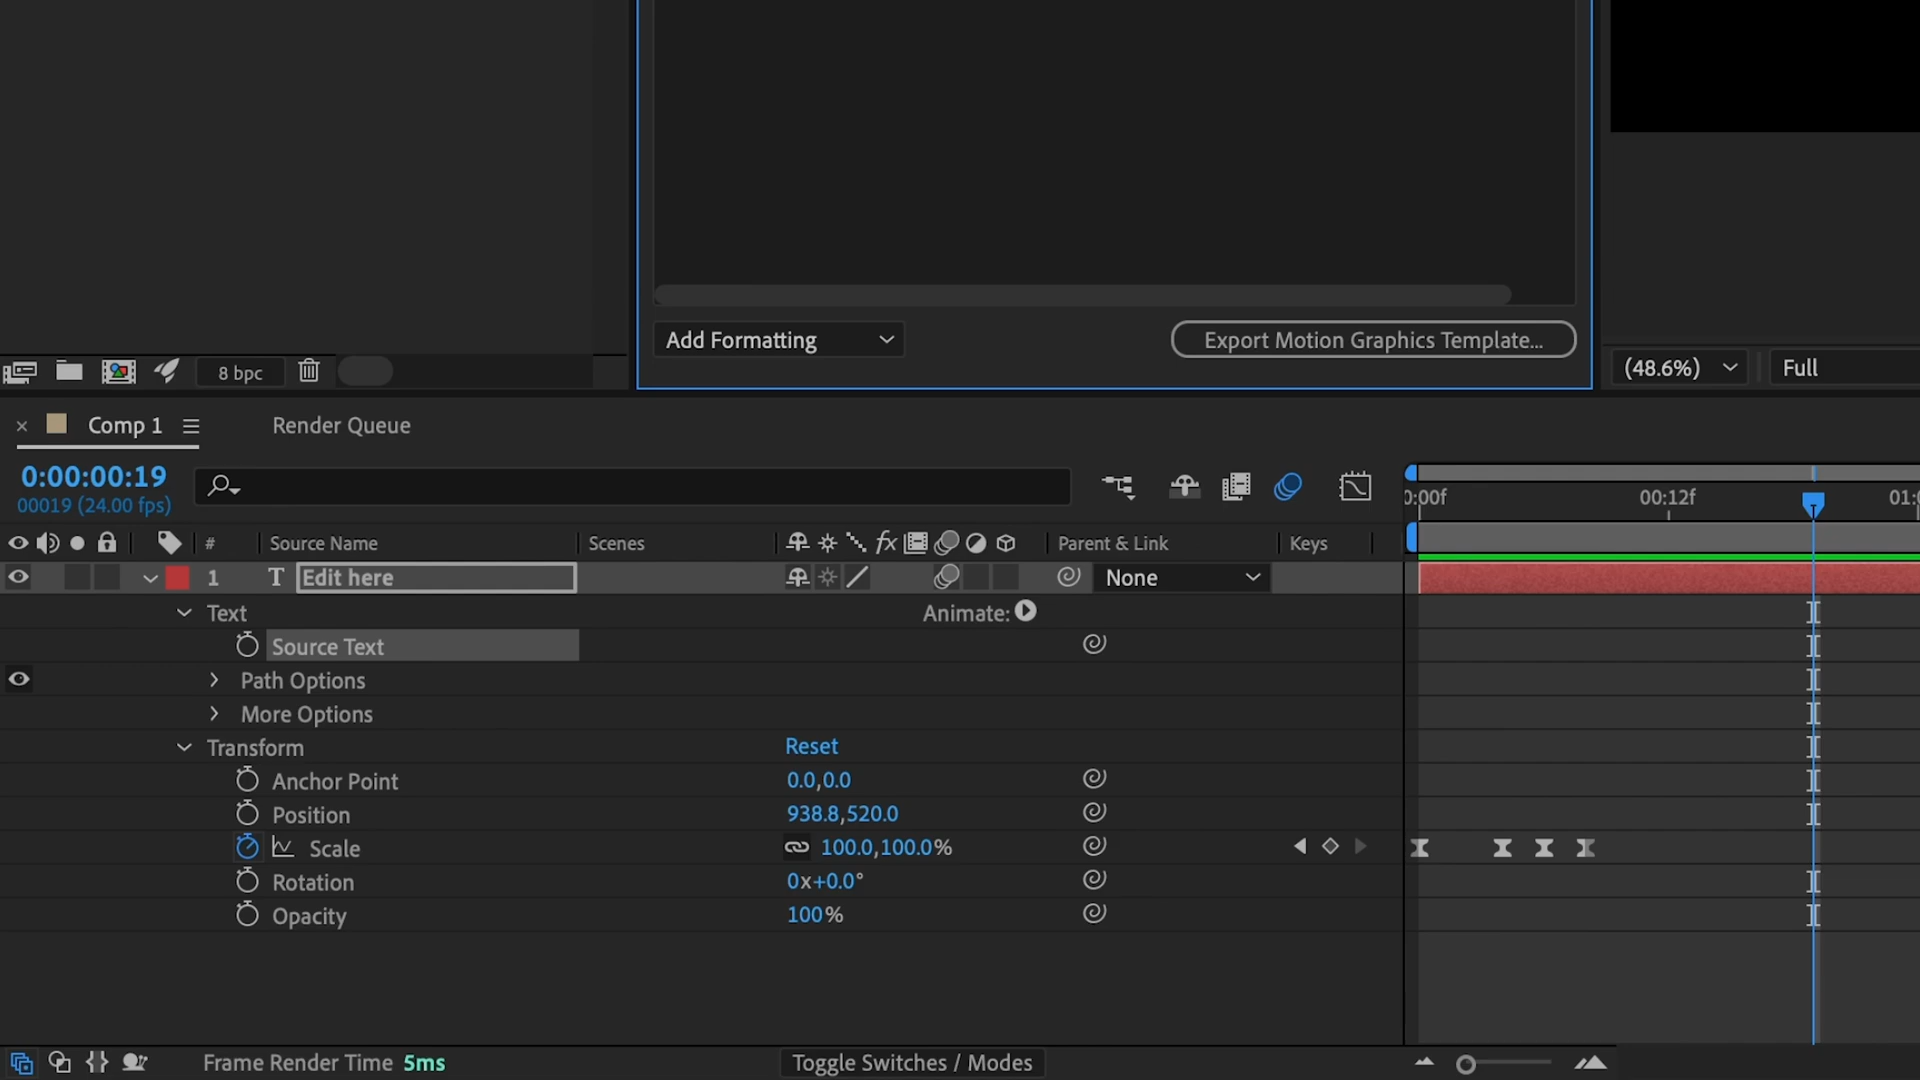 Add Formatting
Export Motion Graphics Template...
(48.6%)
Full
8 bpc
Comp 1
Render Queue
0:00:00:19
00019 (24.00 fps)
0:00f
00:12f
# Source Name Scenes fx Parent & Link Keys
1 T Edit here None
Text Animate:
Source Text
Path Options
More Options
Transform Reset
Anchor Point 0.0,0.0
Position 938.8,520.0
Scale 100.0,100.0%
Rotation 0x+0.0°
Opacity 100%
Frame Render Time 5ms
Toggle Switches / Modes